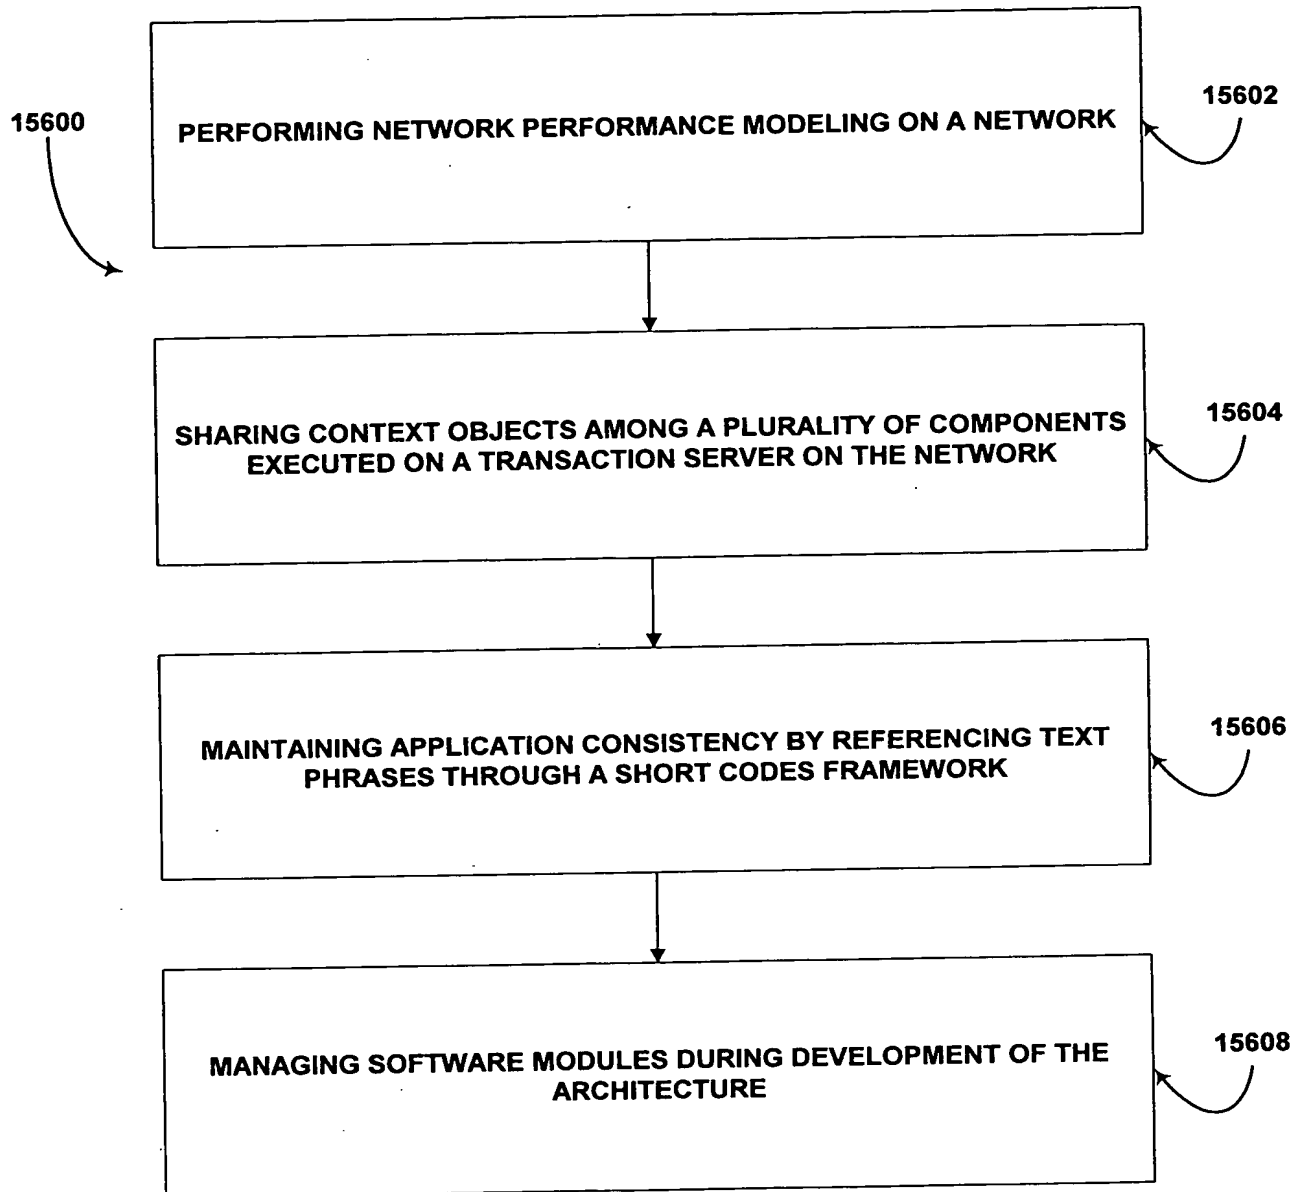 15600
15602
PERFORMING NETWORK PERFORMANCE MODELING ON A NETWORK
15604
SHARING CONTEXT OBJECTS AMONG A PLURALITY OF COMPONENTS
EXECUTED ON A TRANSACTION SERVER ON THE NETWORK
15606
MAINTAINING APPLICATION CONSISTENCY BY REFERENCING TEXT
PHRASES THROUGH A SHORT CODES FRAMEWORK
15608
MANAGING SOFTWARE MODULES DURING DEVELOPMENT OF THE
ARCHITECTURE